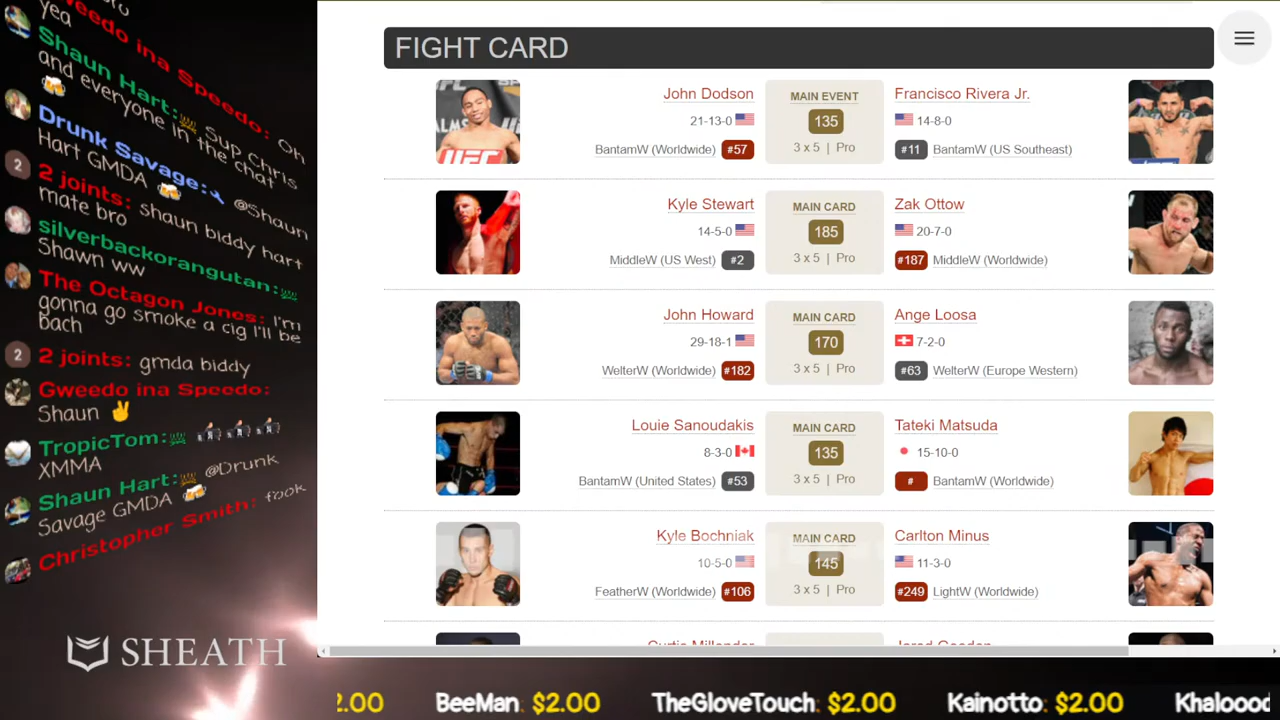 yea
Gweedo ina Speedo: Oh
Shaun Hart: Sup Chris
and everyone in the chat
Drunk Savage: @Shaun
Hart GMDA
2 joints: shaun biddy hart
mate bro
silverbackorangutan:
Shawn ww
The Octagon Jones: I'm
gonna go smoke a cig I'll be
bach
2 joints: gmda biddy
Gweedo ina Speedo:
Shaun
TropicTom:
XMMA
Shaun Hart: @Drunk
Savage GMDA
Christopher Smith: took
SHEATH
FIGHT CARD
John Dodson
21-13-0
BantamW (Worldwide) #57
MAIN EVENT
135
3 x 5 | Pro
Francisco Rivera Jr.
14-8-0
#11 BantamW (US Southeast)
Kyle Stewart
14-5-0
MiddleW (US West) #2
MAIN CARD
185
3 x 5 | Pro
Zak Ottow
20-7-0
#187 MiddleW (Worldwide)
John Howard
29-18-1
WelterW (Worldwide) #182
MAIN CARD
170
3 x 5 | Pro
Ange Loosa
7-2-0
#63 WelterW (Europe Western)
Louie Sanoudakis
8-3-0
BantamW (United States) #53
MAIN CARD
135
3 x 5 | Pro
Tateki Matsuda
15-10-0
# BantamW (Worldwide)
Kyle Bochniak
10-5-0
FeatherW (Worldwide) #106
MAIN CARD
145
3 x 5 | Pro
Carlton Minus
11-3-0
#249 LightW (Worldwide)
2.00 BeeMan: $2.00 TheGloveTouch: $2.00 Kainotto: $2.00